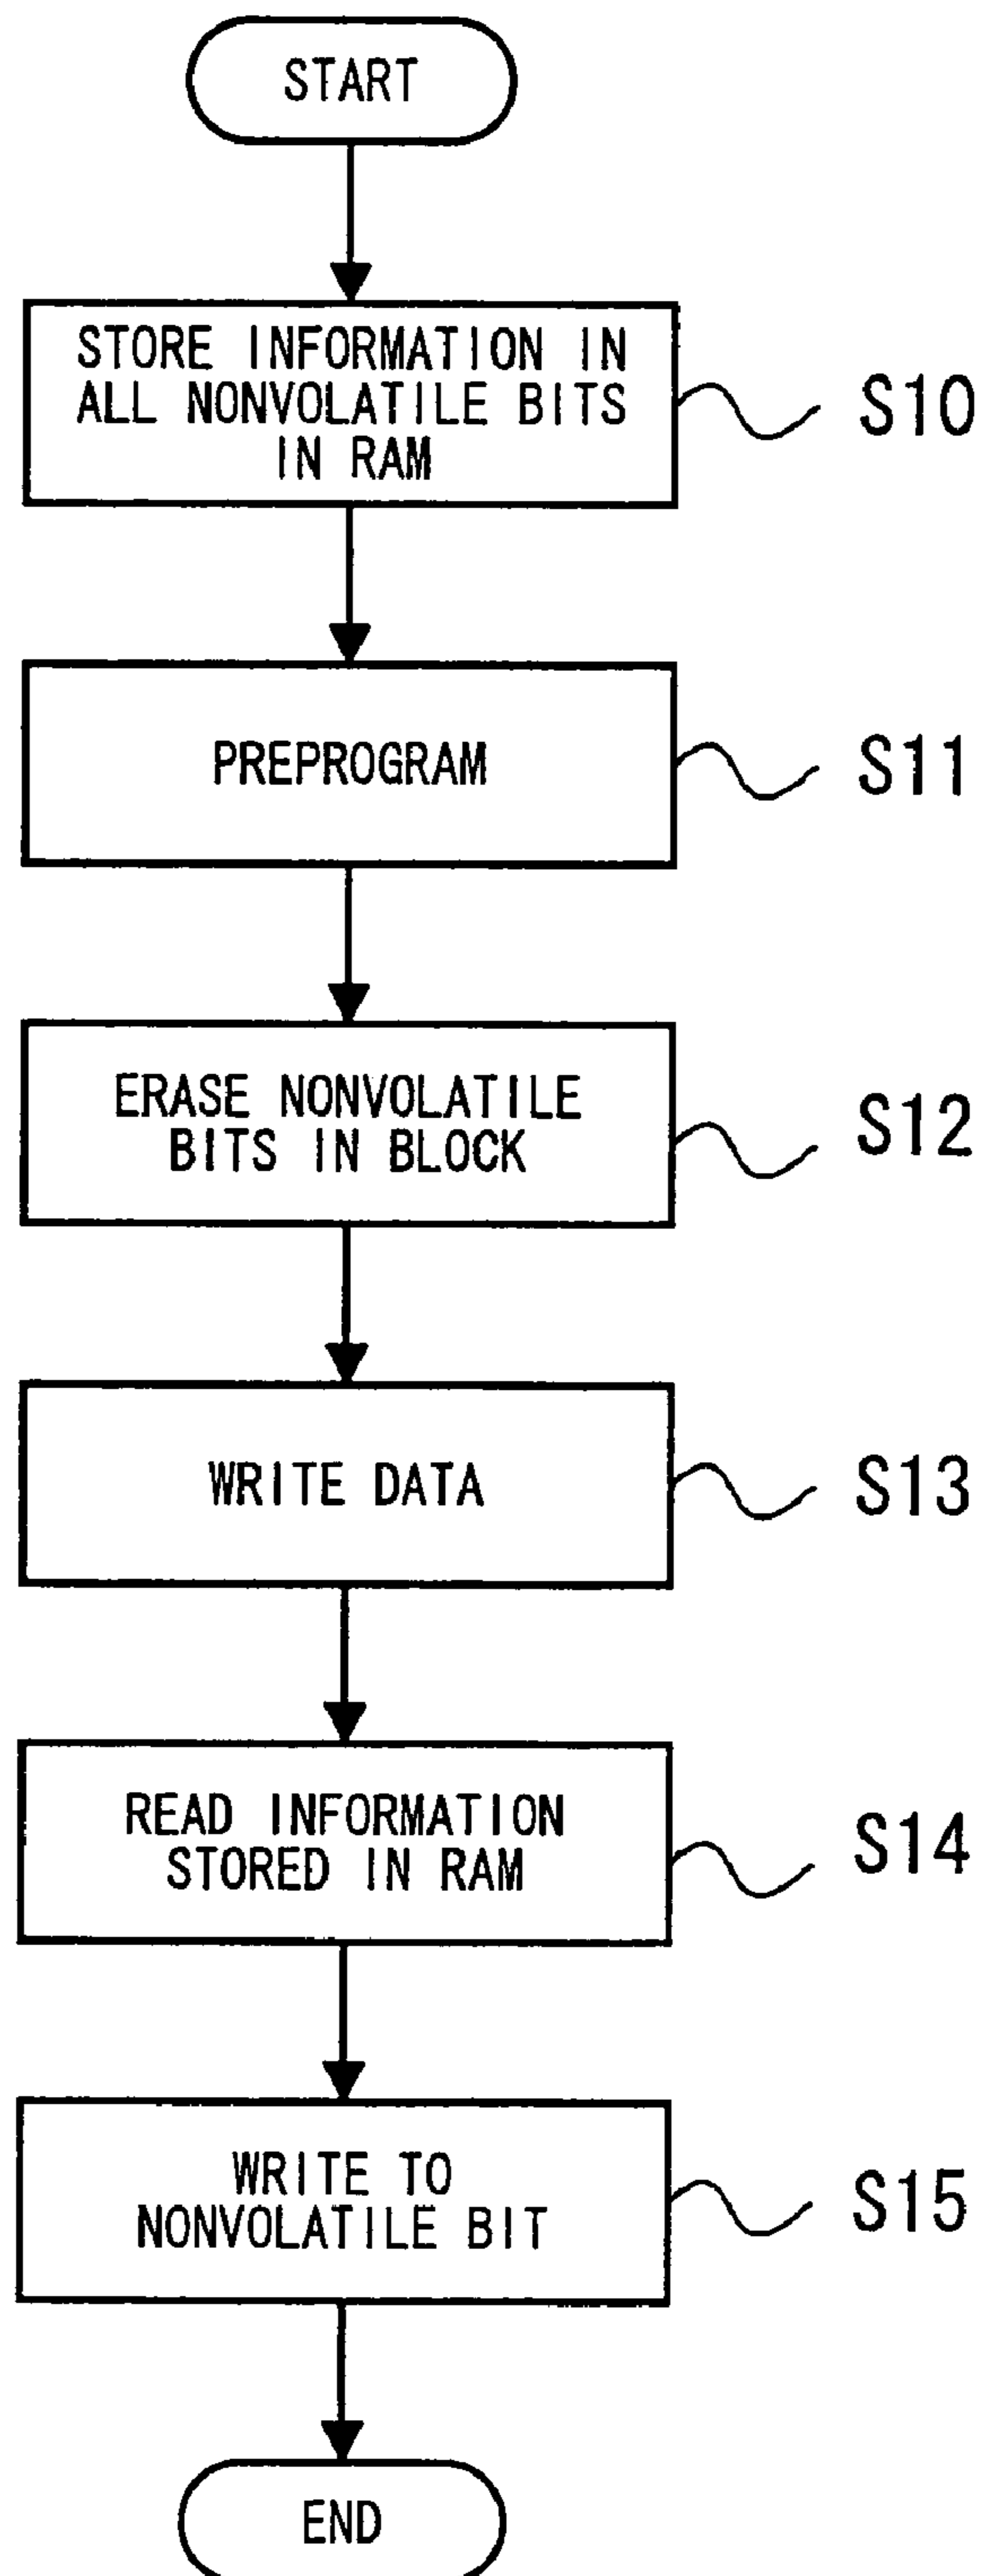 START
STORE INFORMATION IN
ALL NONVOLATILE BITS
IN RAM
S10
PREPROGRAM
S11
ERASE NONVOLATILE
BITS IN BLOCK
S12
WRITE DATA
S13
READ INFORMATION
STORED IN RAM
S14
WRITE TO
NONVOLATILE BIT
S15
END